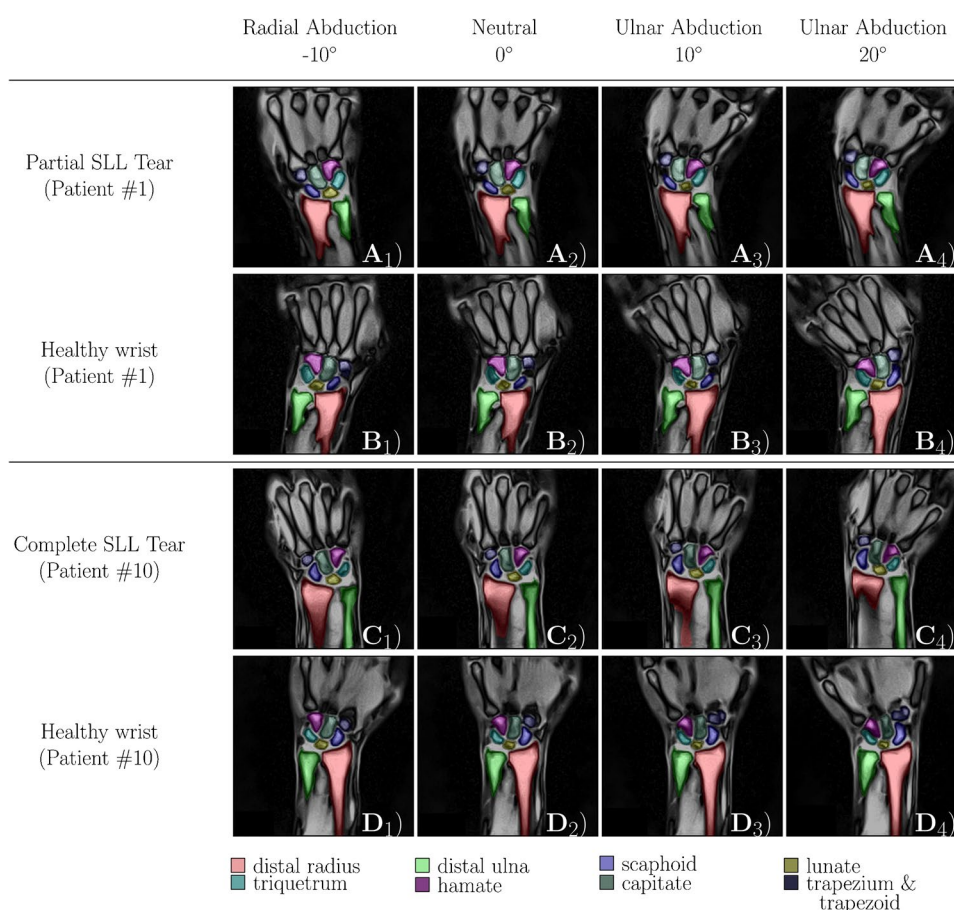 Radial Abduction Neutral Ulnar Abduction Ulnar Abduction
-10° 0° 10° 20°
Partial SLL Tear
(Patient #1)
A1) A2) A3) A4)
Healthy wrist
(Patient #1)
B1) B2) B3) B4)
Complete SLL Tear
(Patient #10)
C1) C2) C3) C4)
Healthy wrist
(Patient #10)
D1) D2) D3) D4)
distal radius distal ulna scaphoid lunate
triquetrum hamate capitate trapezium &
trapezoid